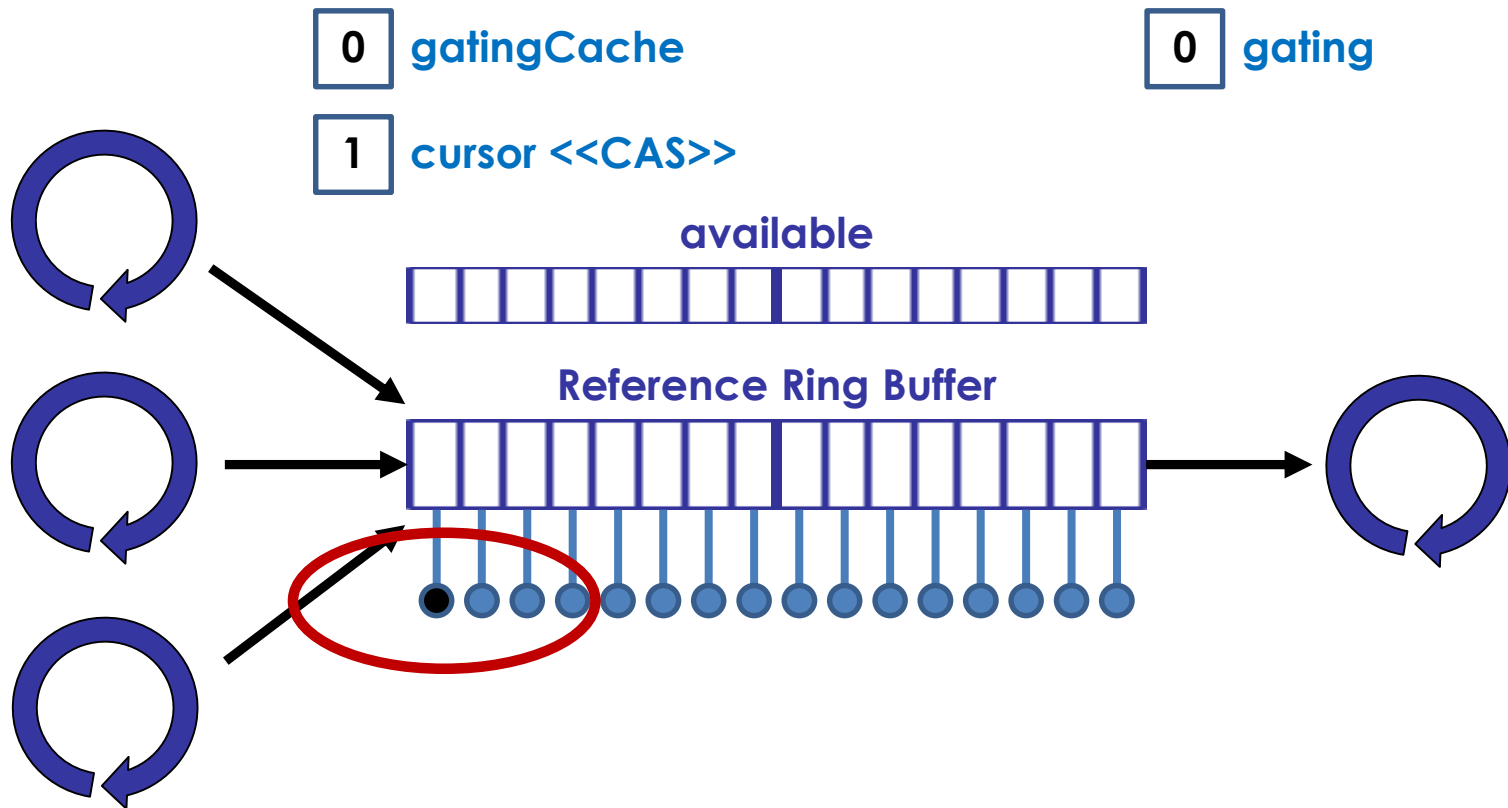 0 gatingCache
0 gating
1 cursor <<CAS>>
available
Reference Ring Buffer